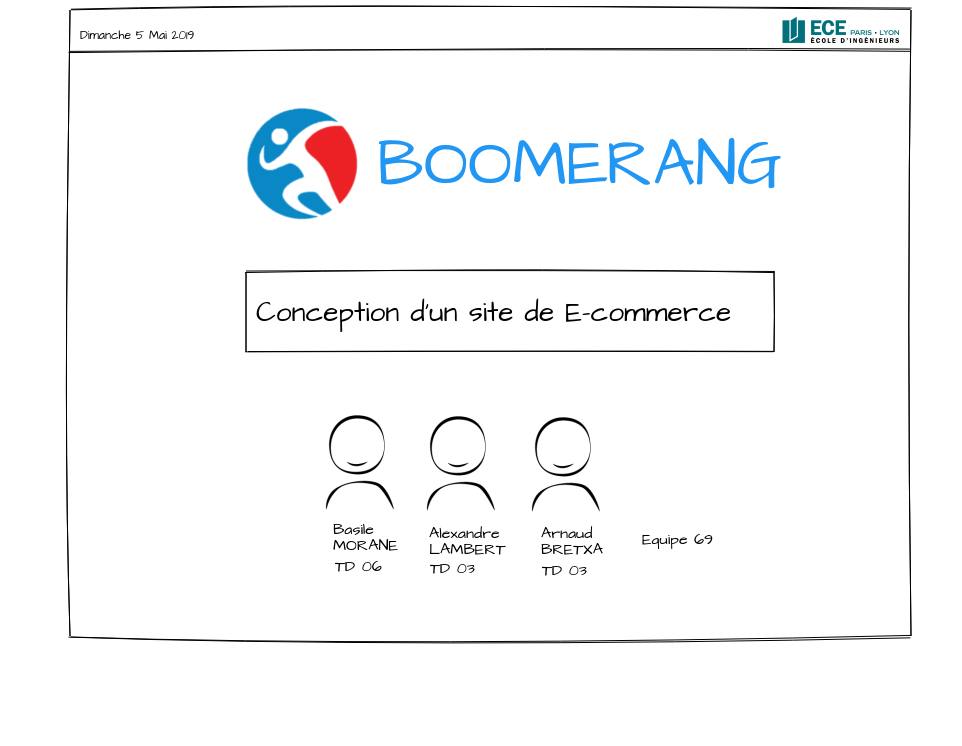 Dimanche 5 Mai 2019
ECE PARIS • LYON
ÉCOLE D'INGÉNIEURS
BOOMERANG
Conception d'un site de E-commerce
Basile
MORANE
TD 06
Alexandre
LAMBERT
TD 03
Arnaud
BRETXA
TD 03
Equipe 69